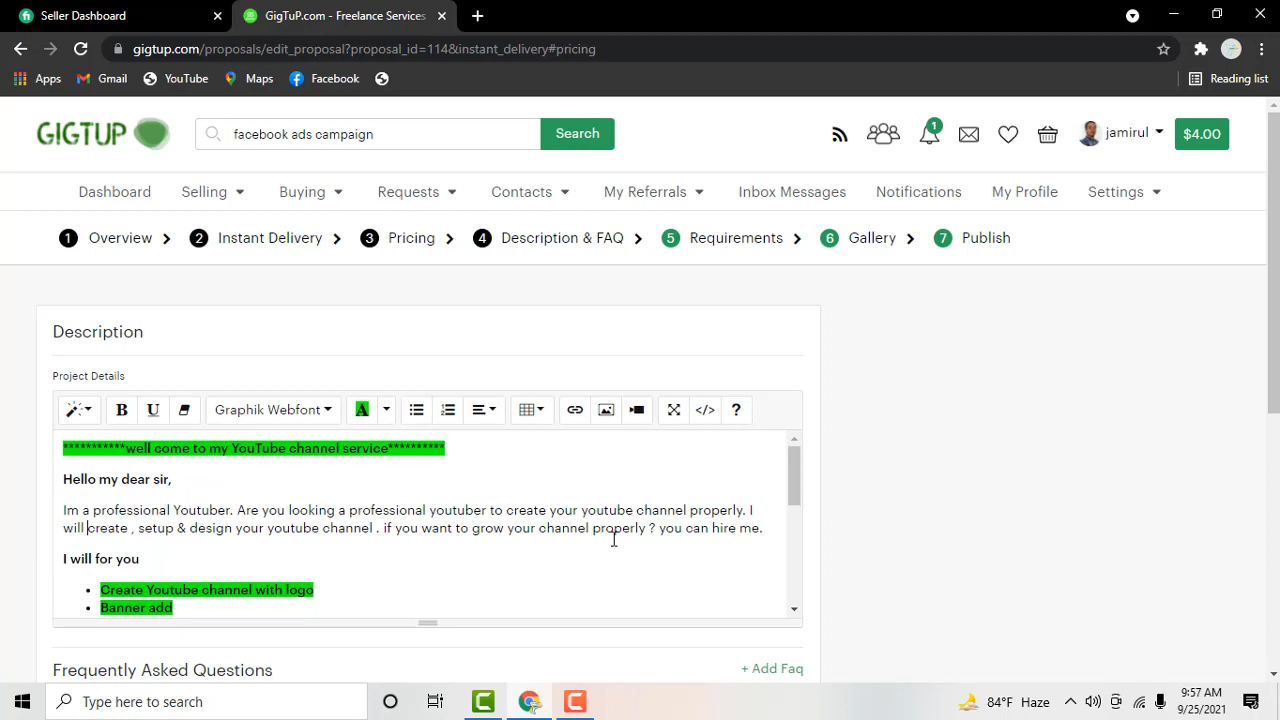 Seller Dashboard
GigTuP.com - Freelance Services
gigtup.com/proposals/edit_proposal?proposal_id=114&instant_delivery#pricing
Apps Gmail YouTube Maps Facebook Reading list
GIGTUP facebook ads campaign Search 1 jamirul $4.00
Dashboard Selling Buying Requests Contacts My Referrals Inbox Messages Notifications My Profile Settings
1 Overview 2 Instant Delivery 3 Pricing 4 Description & FAQ 5 Requirements 6 Gallery 7 Publish
Description
Project Details
B U Graphik Webfont A </> ?
***********well come to my YouTube channel service**********
Hello my dear sir,
Im a professional Youtuber. Are you looking a professional youtuber to create your youtube channel properly. I
will create , setup & design your youtube channel . if you want to grow your channel properly ? you can hire me.
I will for you
• Create Youtube channel with logo
• Banner add
Frequently Asked Questions + Add Faq
Type here to search 84°F Haze 9:57 AM
9/25/2021